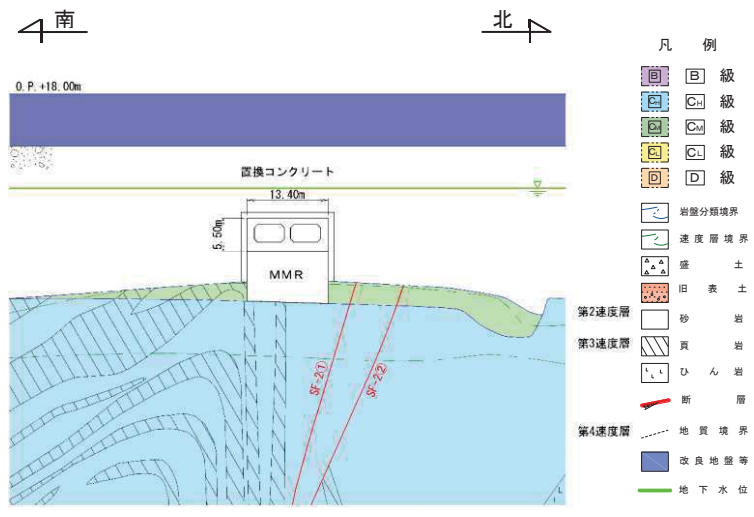 南
北
O.P.+18.00m
置換コンクリート
13.40m
5.50m
MMR
SF-2①
SF-2②
第2速度層
第3速度層
第4速度層
凡 例
B B 級
CH CH 級
CM CM 級
CL CL 級
D D 級
岩盤分類境界
速度層境界
盛土
旧表土
砂岩
頁岩
ひん岩
断層
地質境界
改良地盤等
地下水位
L